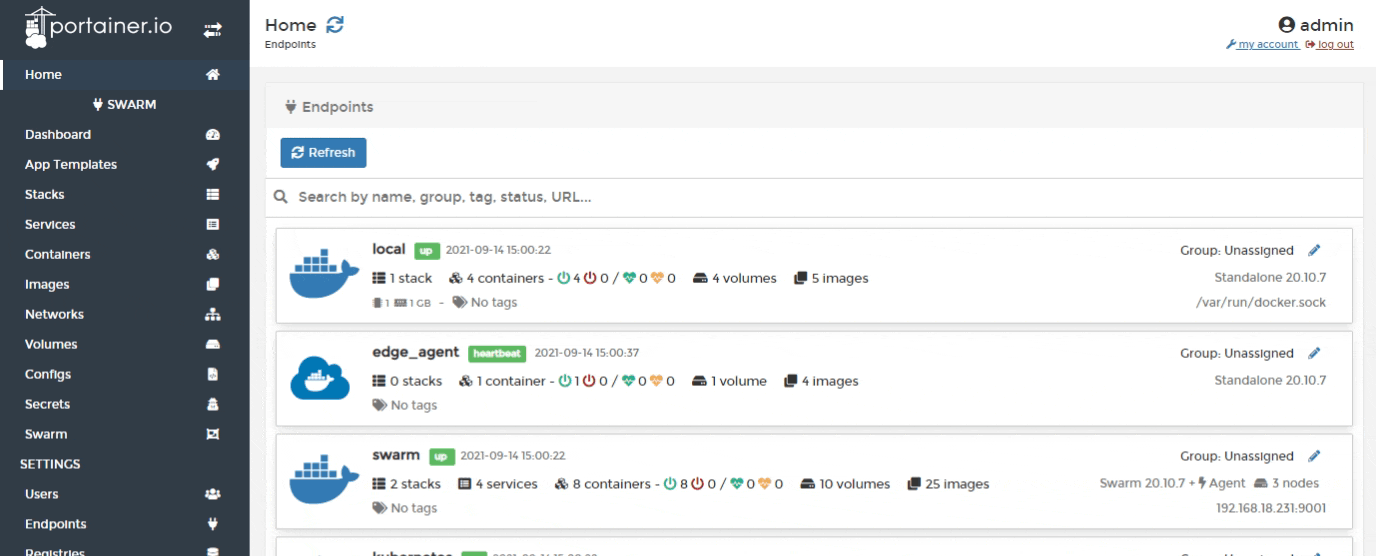 portainer.io
Home
SWARM
Dashboard
App Templates
Stacks
Services
Containers
Images
Networks
Volumes
Configs
Secrets
Swarm
SETTINGS
Users
Endpoints
Registries
Home
Endpoints
admin
my account log out
Endpoints
Refresh
Search by name, group, tag, status, URL...
local up 2021-09-14 15:00:22 Group: Unassigned
1 stack 4 containers - 4 0 / 0 0 4 volumes 5 images Standalone 20.10.7
1 1 GB - No tags /var/run/docker.sock
edge_agent heartbeat 2021-09-14 15:00:37 Group: Unassigned
0 stacks 1 container - 1 0 / 0 0 1 volume 4 images Standalone 20.10.7
No tags
swarm up 2021-09-14 15:00:22 Group: Unassigned
2 stacks 4 services 8 containers - 8 0 / 0 0 10 volumes 25 images Swarm 20.10.7 + Agent 3 nodes
No tags 192.168.18.231:9001
kubernetes